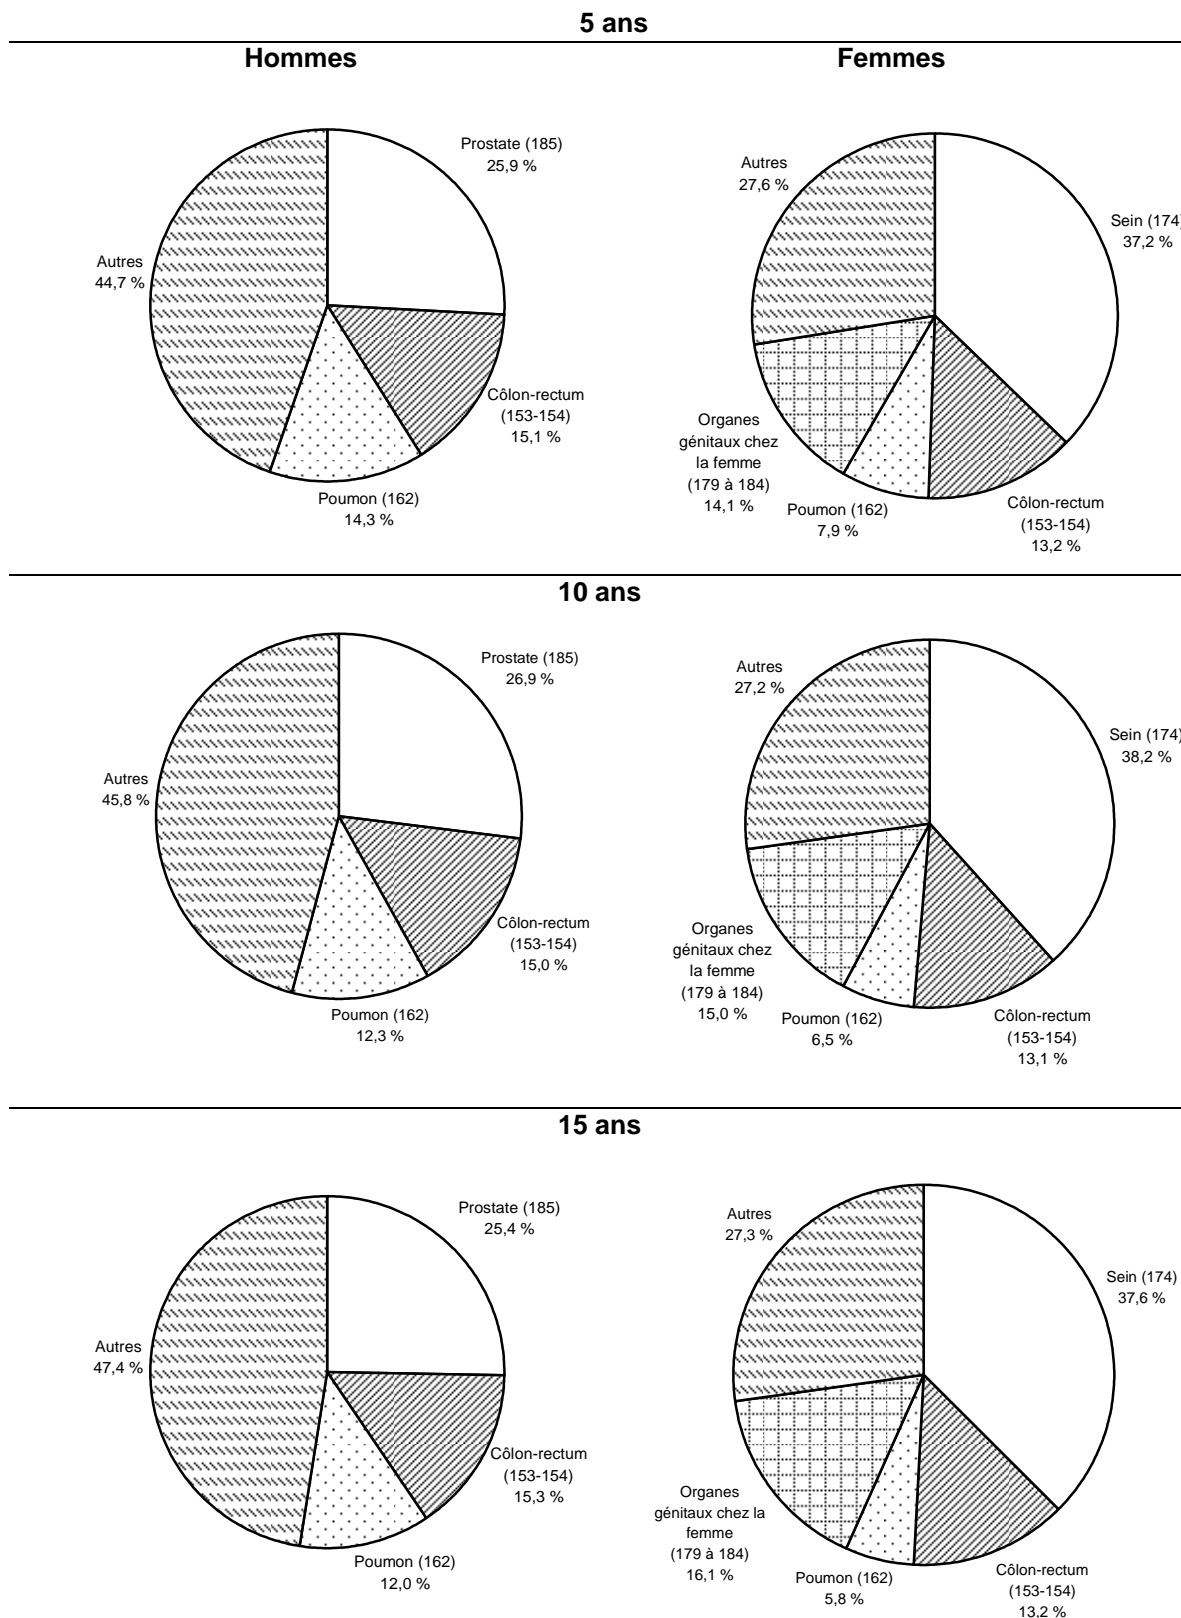 5 ans
Hommes
Femmes
Prostate (185)
25,9 %
Autres
44,7 %
Côlon-rectum
(153-154)
15,1 %
Poumon (162)
14,3 %
Autres
27,6 %
Sein (174)
37,2 %
Organes
génitaux chez
la femme
(179 à 184)
14,1 %
Poumon (162)
7,9 %
Côlon-rectum
(153-154)
13,2 %
10 ans
Prostate (185)
26,9 %
Autres
45,8 %
Côlon-rectum
(153-154)
15,0 %
Poumon (162)
12,3 %
Autres
27,2 %
Sein (174)
38,2 %
Organes
génitaux chez
la femme
(179 à 184)
15,0 %
Poumon (162)
6,5 %
Côlon-rectum
(153-154)
13,1 %
15 ans
Prostate (185)
25,4 %
Autres
47,4 %
Côlon-rectum
(153-154)
15,3 %
Poumon (162)
12,0 %
Autres
27,3 %
Sein (174)
37,6 %
Organes
génitaux chez la
femme
(179 à 184)
16,1 %
Poumon (162)
5,8 %
Côlon-rectum
(153-154)
13,2 %